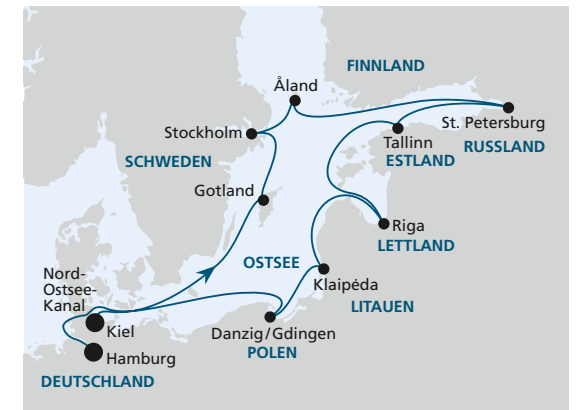 FINNLAND
Åland
St. Petersburg
Stockholm
Tallinn
RUSSLAND
SCHWEDEN
ESTLAND
Gotland
Riga
LETTLAND
OSTSEE
Nord-
Ostsee-
Kanal
Klaipėda
LITAUEN
Kiel
Danzig/Gdingen
POLEN
Hamburg
DEUTSCHLAND